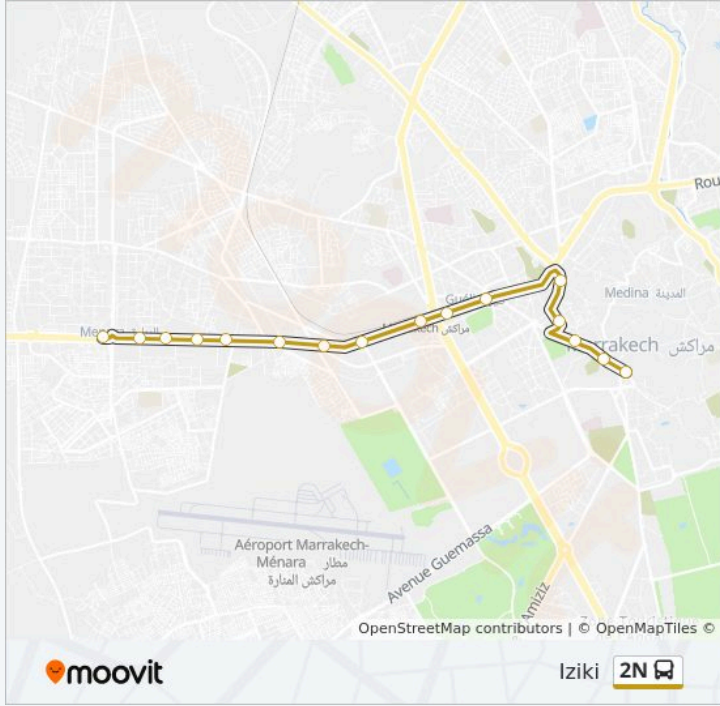 Rou
Medina المدينة
Guéliz
مراكش
Marrakech مراكش
Aéroport Marrakech-
Ménara مطار
مراكش المنارة
Avenue Guemassa
Amiziz
OpenStreetMap contributors | © OpenMapTiles ©
moovit
Iziki 2N